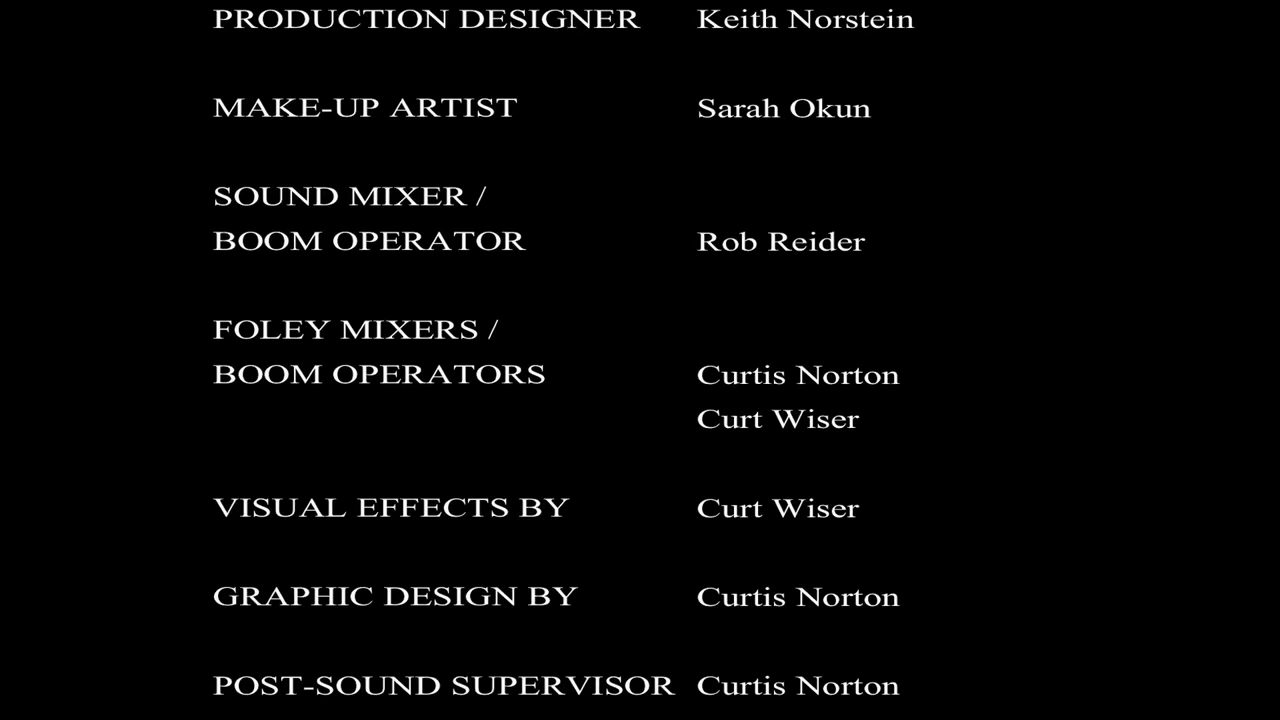 PRODUCTION DESIGNER Keith Norstein
MAKE-UP ARTIST Sarah Okun
SOUND MIXER /
BOOM OPERATOR Rob Reider
FOLEY MIXERS /
BOOM OPERATORS Curtis Norton
Curt Wiser
VISUAL EFFECTS BY Curt Wiser
GRAPHIC DESIGN BY Curtis Norton
POST-SOUND SUPERVISOR Curtis Norton